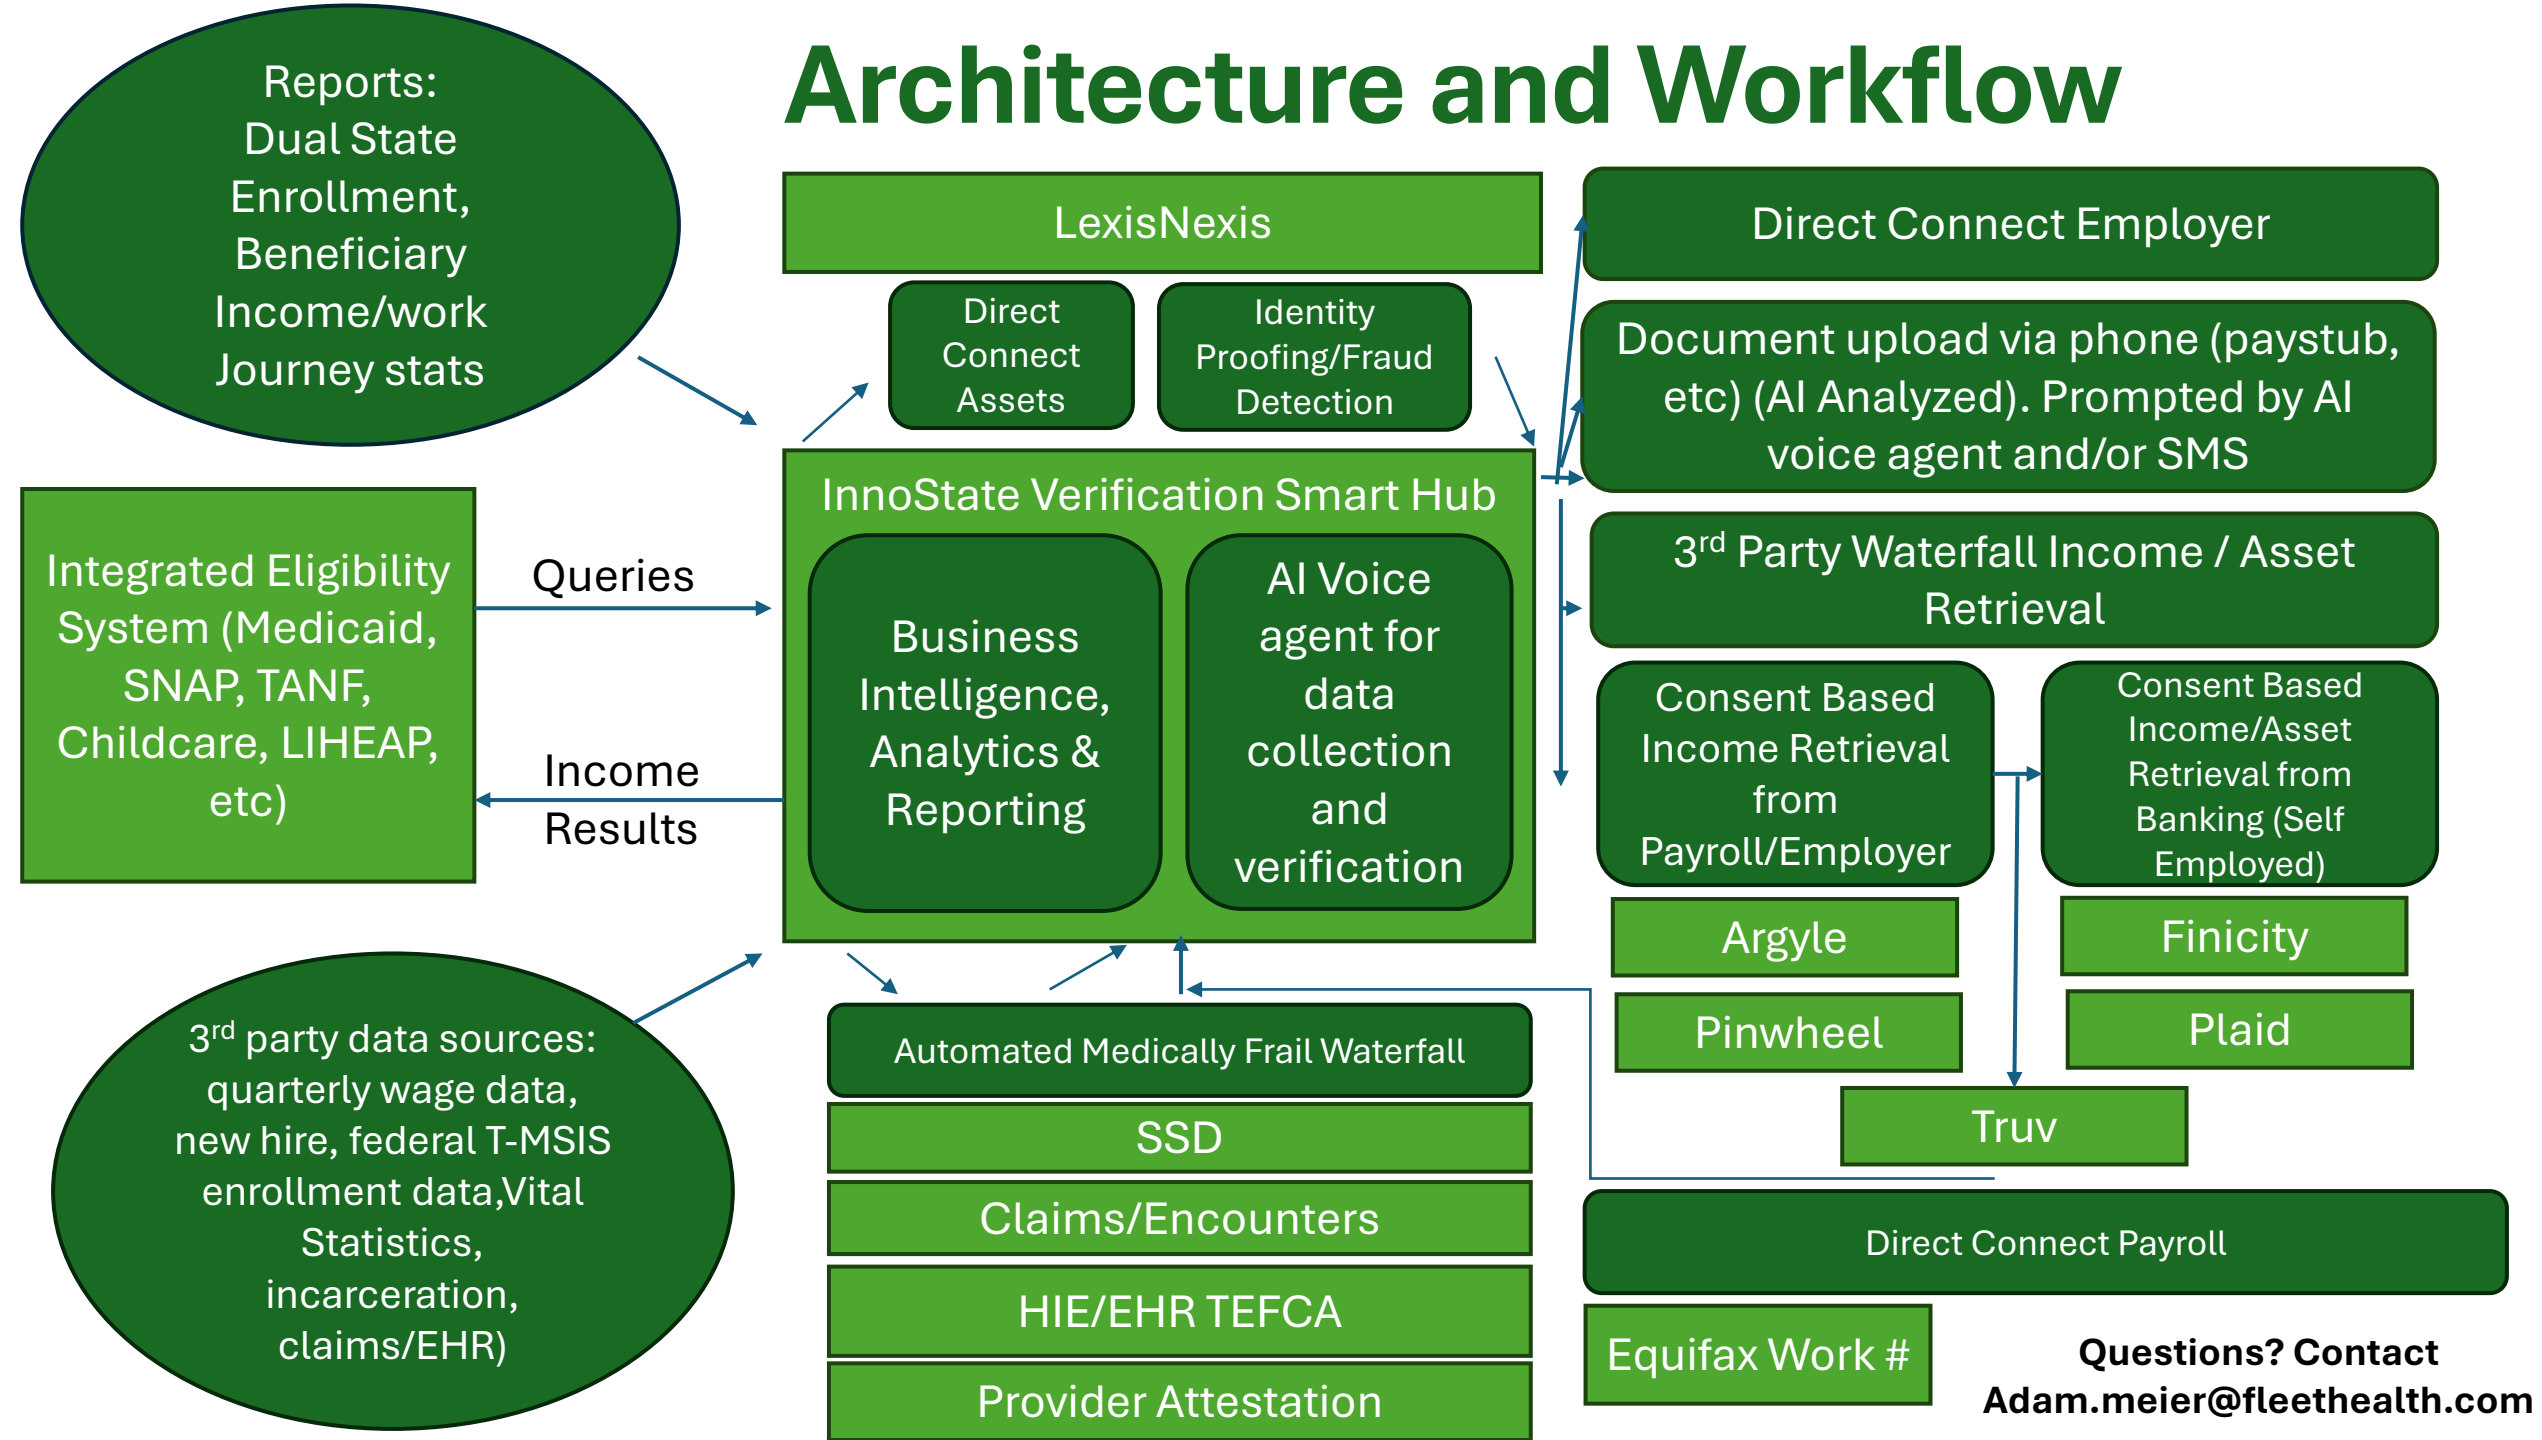 Architecture and Workflow
Reports:
Dual State
Enrollment,
Beneficiary
Income/work
Journey stats
LexisNexis
Direct
Connect
Assets
Identity
Proofing/Fraud
Detection
Direct Connect Employer
Document upload via phone (paystub,
etc) (AI Analyzed). Prompted by AI
voice agent and/or SMS
Integrated Eligibility
System (Medicaid,
SNAP, TANF,
Childcare, LIHEAP,
etc)
Queries
Income
Results
InnoState Verification Smart Hub
Business
Intelligence,
Analytics &
Reporting
AI Voice
agent for
data
collection
and
verification
3rd Party Waterfall Income / Asset
Retrieval
Consent Based
Income Retrieval
from
Payroll/Employer
Consent Based
Income/Asset
Retrieval from
Banking (Self
Employed)
Argyle
Finicity
Pinwheel
Plaid
Truv
3rd party data sources:
quarterly wage data,
new hire, federal T-MSIS
enrollment data,Vital
Statistics,
incarceration,
claims/EHR)
Automated Medically Frail Waterfall
SSD
Claims/Encounters
HIE/EHR TEFCA
Provider Attestation
Direct Connect Payroll
Equifax Work #
Questions? Contact
Adam.meier@fleethealth.com